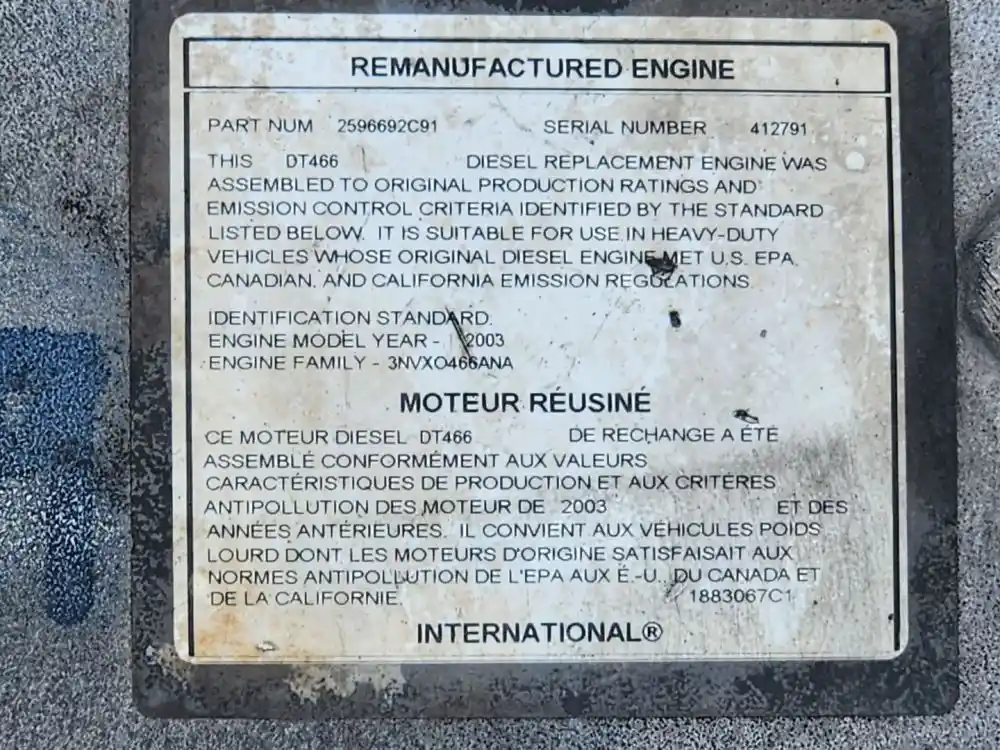 REMANUFACTURED ENGINE
PART NUM 2596692C91 SERIAL NUMBER 412791
THIS DT466 DIESEL REPLACEMENT ENGINE WAS
ASSEMBLED TO ORIGINAL PRODUCTION RATINGS AND
EMISSION CONTROL CRITERIA IDENTIFIED BY THE STANDARD
LISTED BELOW. IT IS SUITABLE FOR USE IN HEAVY-DUTY
VEHICLES WHOSE ORIGINAL DIESEL ENGINE MET U.S. EPA,
CANADIAN, AND CALIFORNIA EMISSION REGULATIONS.
IDENTIFICATION STANDARD.
ENGINE MODEL YEAR - 2003
ENGINE FAMILY - 3NVXO466ANA
MOTEUR RÉUSINÉ
CE MOTEUR DIESEL DT466 DE RECHANGE A ÉTÉ
ASSEMBLÉ CONFORMÉMENT AUX VALEURS
CARACTÉRISTIQUES DE PRODUCTION ET AUX CRITÈRES
ANTIPOLLUTION DES MOTEUR DE 2003 ET DES
ANNÉES ANTÉRIEURES. IL CONVIENT AUX VÉHICULES POIDS
LOURD DONT LES MOTEURS D'ORIGINE SATISFAISAIT AUX
NORMES ANTIPOLLUTION DE L'EPA AUX É.-U., DU CANADA ET
DE LA CALIFORNIE. 1883067C1
INTERNATIONAL®